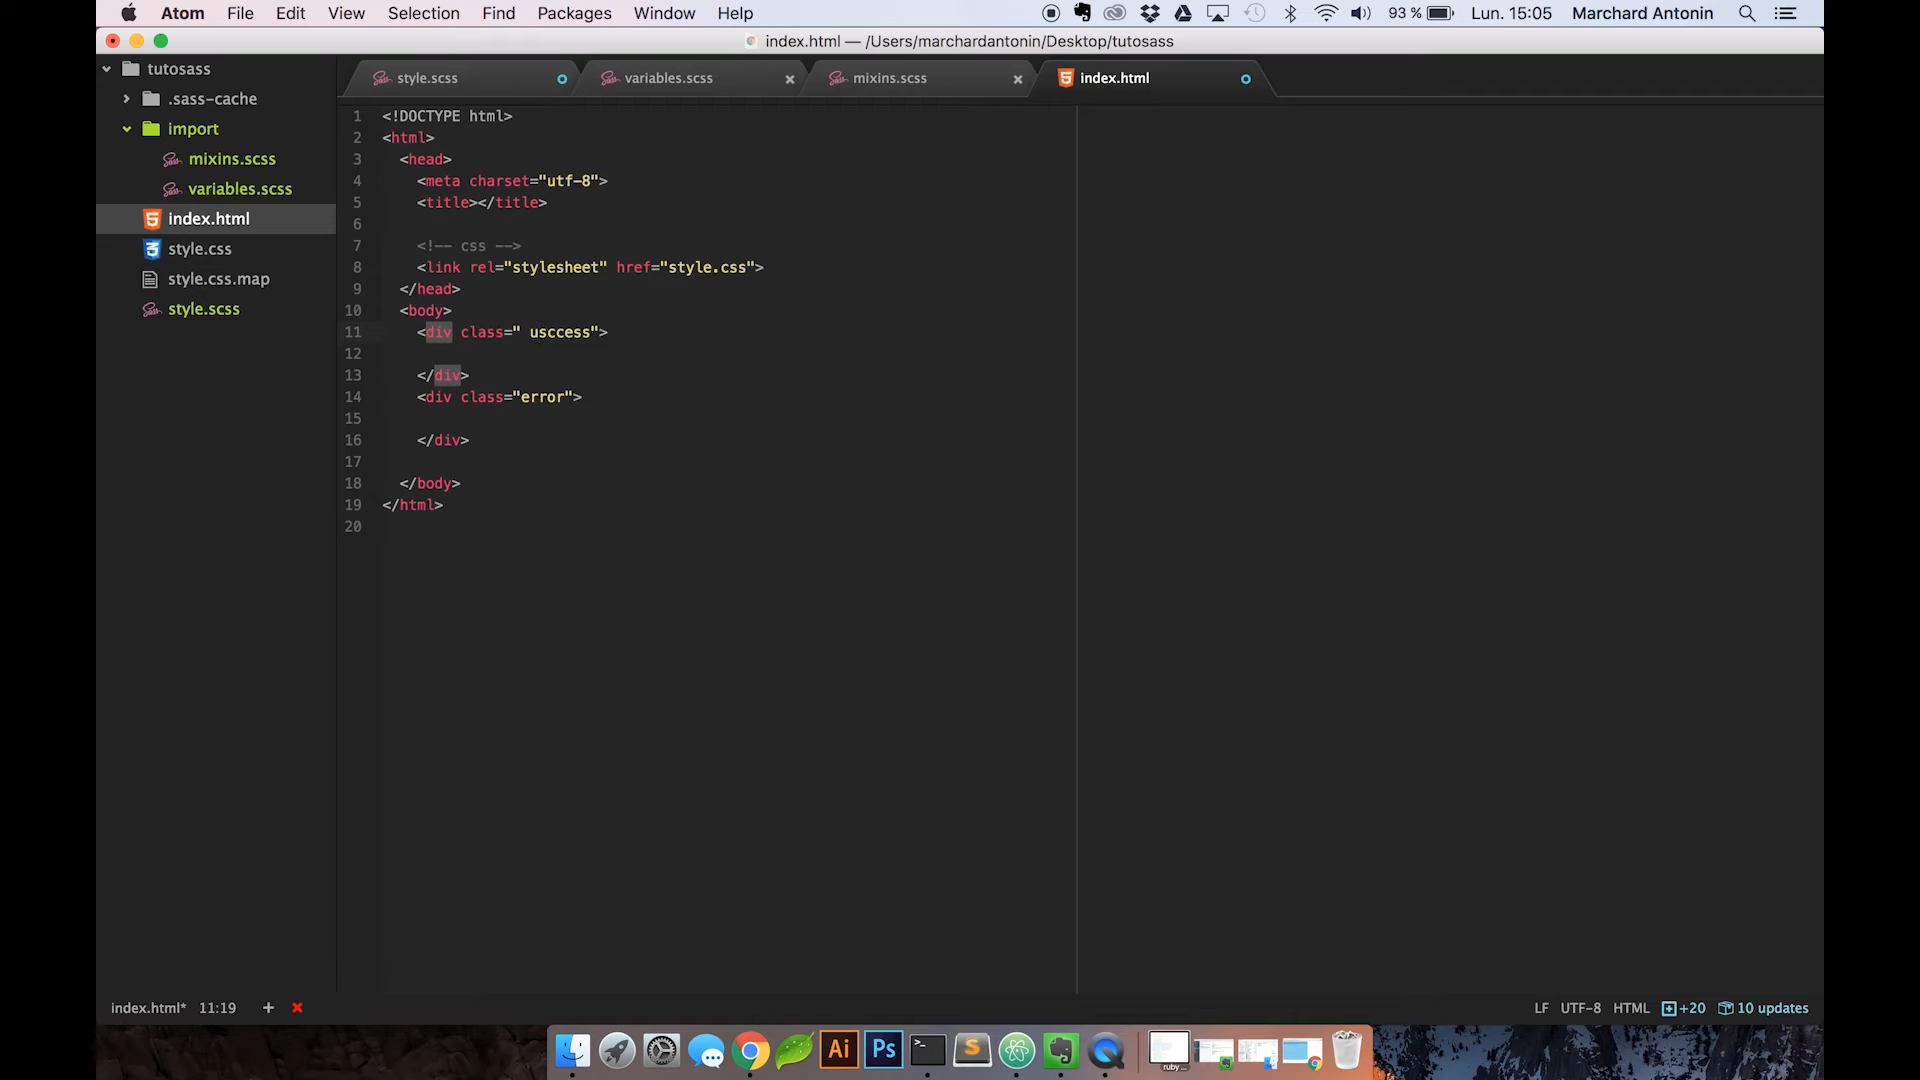 Atom File Edit View Selection Find Packages Window Help 93 % Lun. 15:05 Marchard Antonin
index.html — /Users/marchardantonin/Desktop/tutosass
tutosass
.sass-cache
import
mixins.scss
variables.scss
index.html
style.css
style.css.map
style.scss
style.scss variables.scss mixins.scss index.html
1 <!DOCTYPE html>
2 <html>
3 <head>
4 <meta charset="utf-8">
5 <title></title>
6
7 <!-- css -->
8 <link rel="stylesheet" href="style.css">
9 </head>
10 <body>
11 <div class=" usccess">
12
13 </div>
14 <div class="error">
15
16 </div>
17
18 </body>
19 </html>
20
index.html* 11:19 LF UTF-8 HTML +20 10 updates
Ai Ps >_ S ruby ...